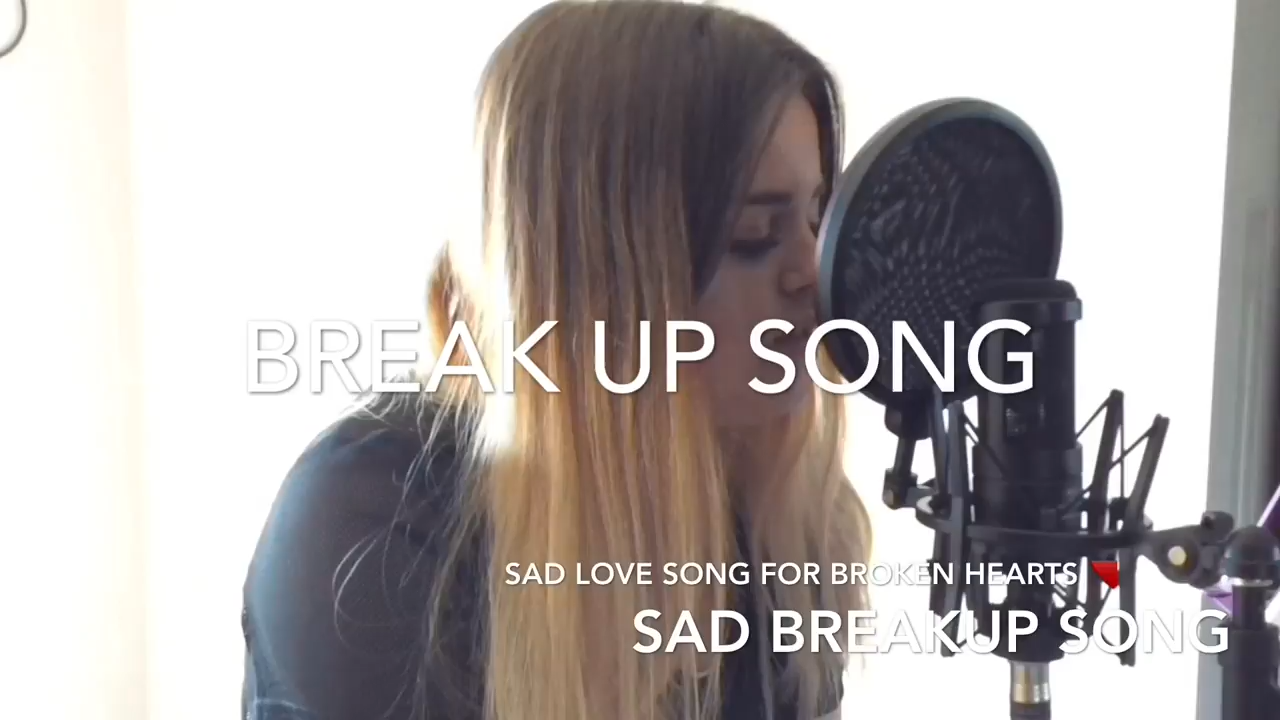 BREAK UP SONG
SAD LOVE SONG FOR BROKEN HEARTS
SAD BREAKUP SONG